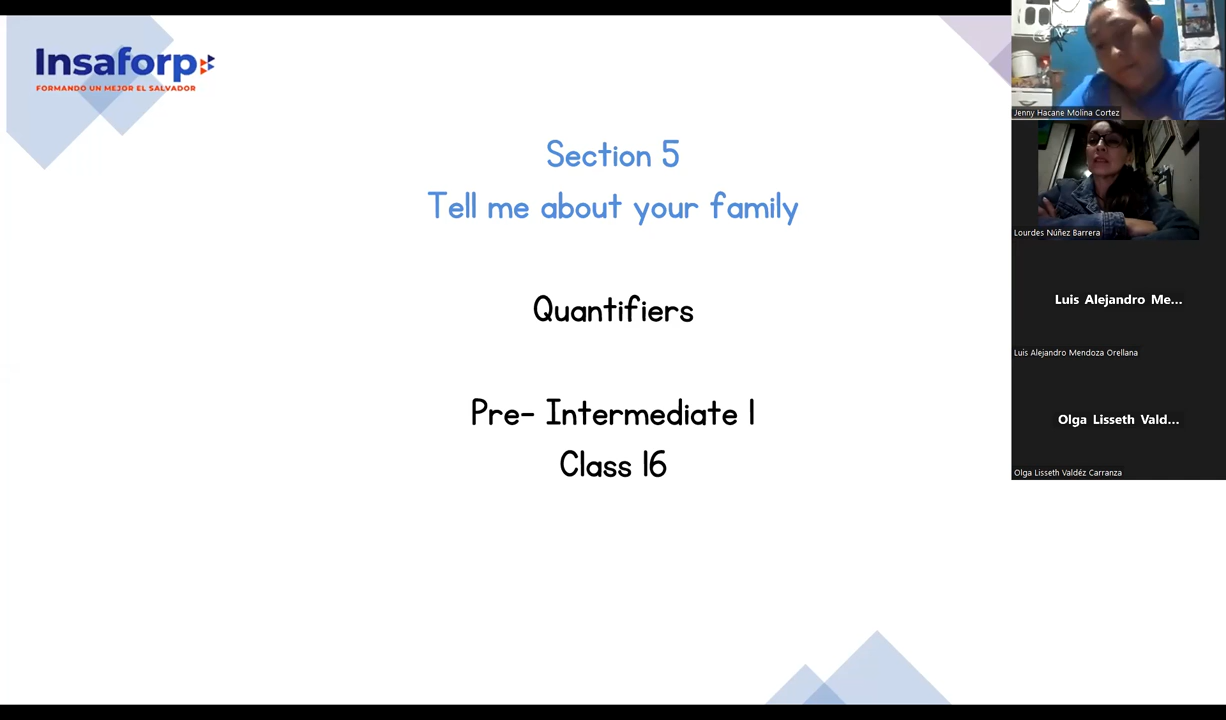 Insaforp
FORMANDO UN MEJOR EL SALVADOR
Section 5
Tell me about your family
Quantifiers
Pre- Intermediate 1
Class 16
Jenny Hacane Molina Cortez
Lourdes Núñez Barrera
Luis Alejandro Me...
Luis Alejandro Mendoza Orellana
Olga Lisseth Vald...
Olga Lisseth Valdéz Carranza